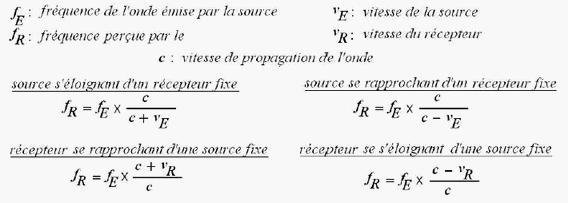 f_E : fréquence de l'onde émise par la source
v_E : vitesse de la source
f_R : fréquence perçue par le
v_R : vitesse du récepteur
c : vitesse de propagation de l'onde
source s'éloignant d'un récepteur fixe
source se rapprochant d'un récepteur fixe
f_R = f_E × c / (c + v_E)
f_R = f_E × c / (c − v_E)
récepteur se rapprochant d'une source fixe
récepteur se s'éloignant d'une source fixe
f_R = f_E × (c + v_R) / c
f_R = f_E × (c − v_R) / c